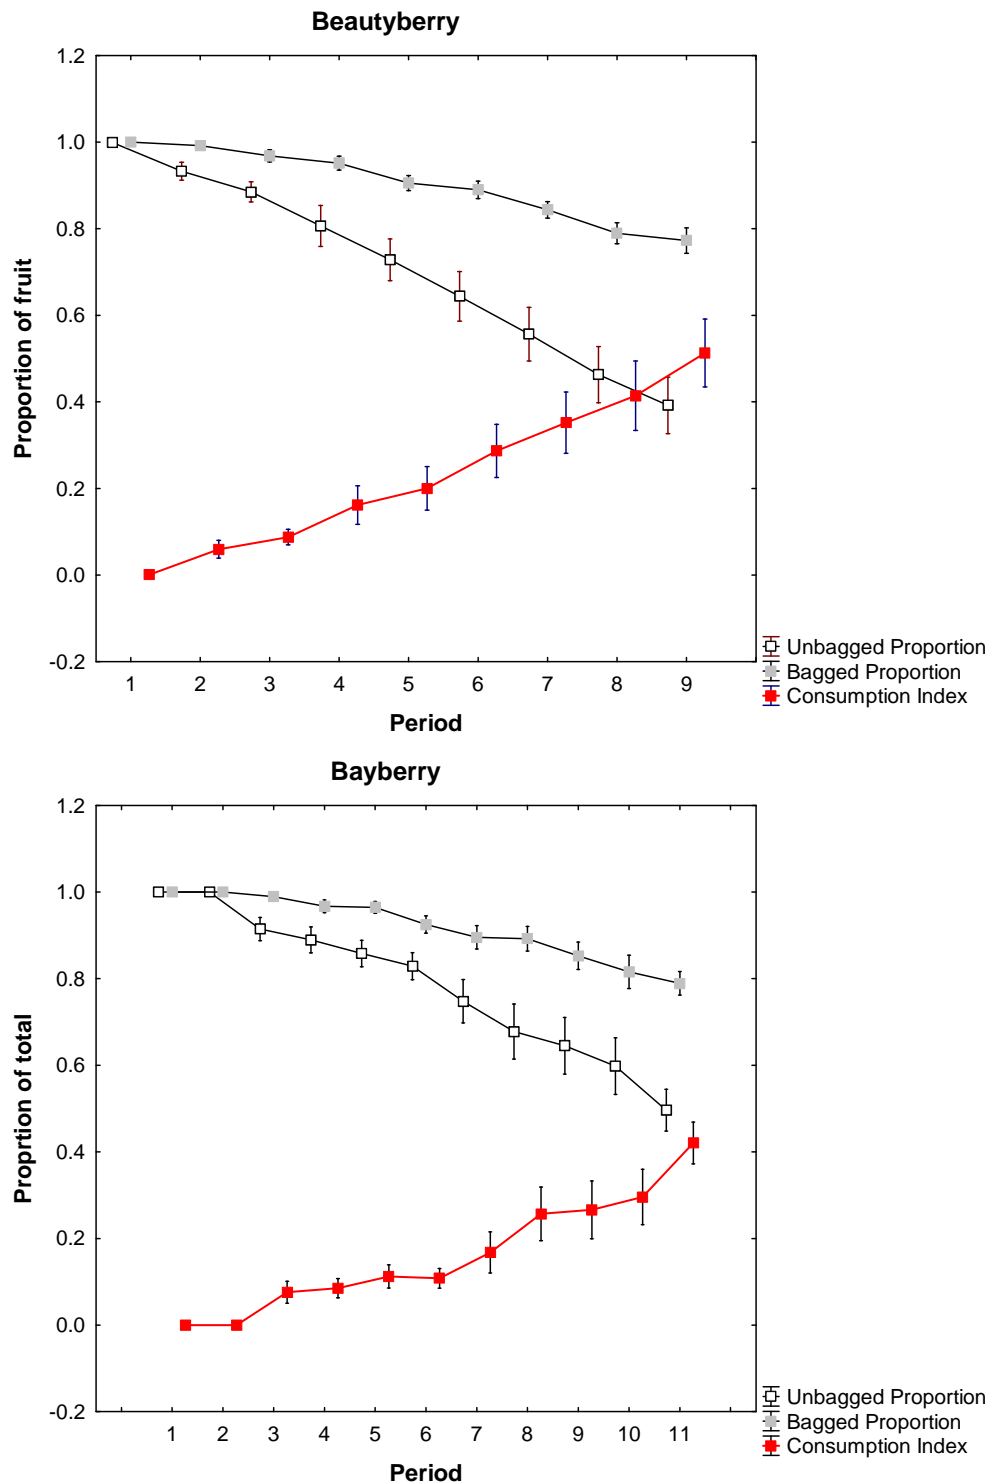 Beautyberry
1.2
1.0
0.8
0.6
0.4
0.2
0.0
-0.2
Proportion of fruit
1 2 3 4 5 6 7 8 9
Period
Unbagged Proportion
Bagged Proportion
Consumption Index
Bayberry
1.2
1.0
0.8
0.6
0.4
0.2
0.0
-0.2
Proprtion of total
1 2 3 4 5 6 7 8 9 10 11
Period
Unbagged Proportion
Bagged Proportion
Consumption Index